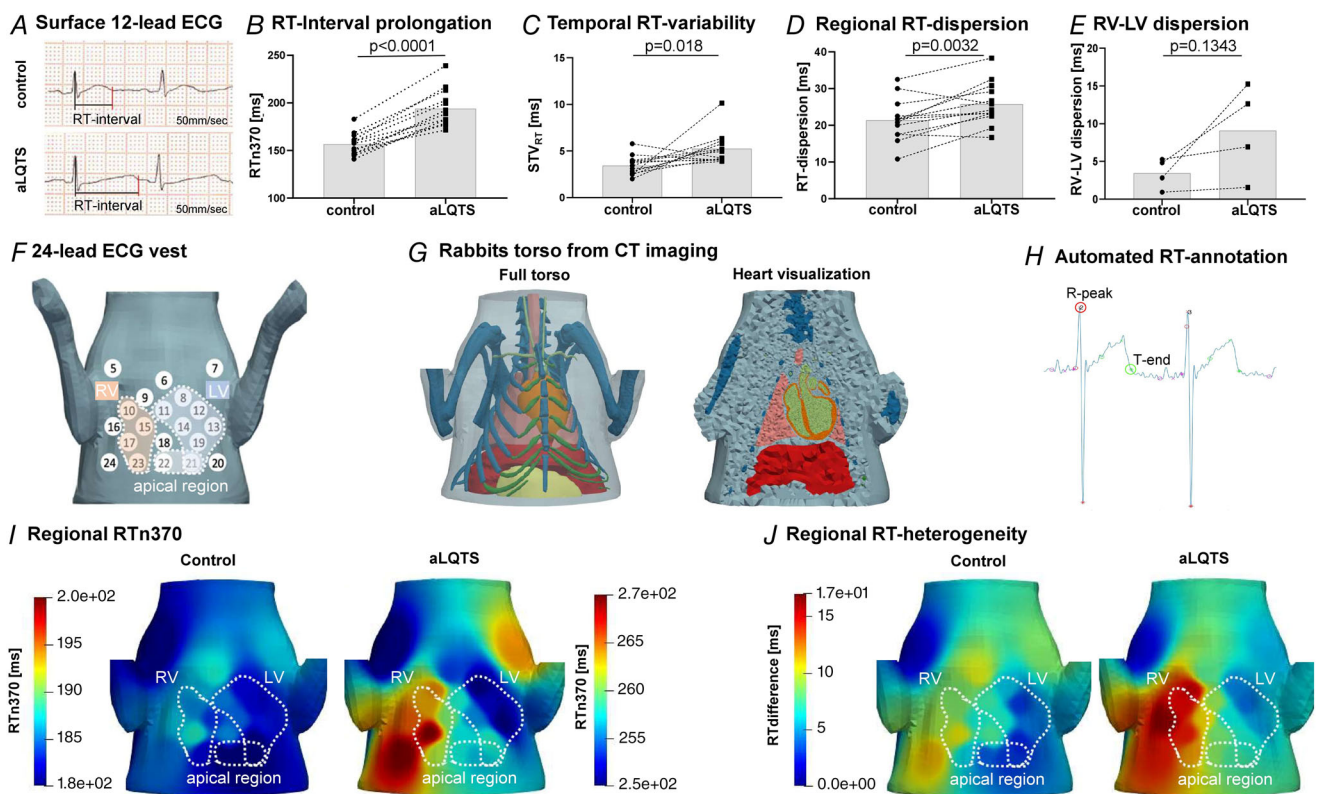 A Surface 12-lead ECG
control
RT-interval
50mm/sec
aLQTS
RT-interval
50mm/sec
B RT-Interval prolongation
p<0.0001
RTn370 [ms]
250
200
150
100
control aLQTS
C Temporal RT-variability
p=0.018
STVRT [ms]
15
10
5
0
control aLQTS
D Regional RT-dispersion
p=0.0032
RT-dispersion [ms]
40
30
20
10
0
control aLQTS
E RV-LV dispersion
p=0.1343
RV-LV dispersion [ms]
20
15
10
5
0
control aLQTS
F 24-lead ECG vest
5 7
6
RV LV
9 8
10 11 12
16 15 14 13
17 18 19
24 23 22 21 20
apical region
G Rabbits torso from CT imaging
Full torso Heart visualization
H Automated RT-annotation
R-peak
T-end
I Regional RTn370
Control aLQTS
RTn370 [ms]
2.0e+02
195
190
185
1.8e+02
RV LV
apical region
RV LV
apical region
RTn370 [ms]
2.7e+02
265
260
255
2.5e+02
J Regional RT-heterogeneity
Control aLQTS
RTdifference [ms]
1.7e+01
10
5
0.0e+00
RV LV
apical region
RV LV
apical region